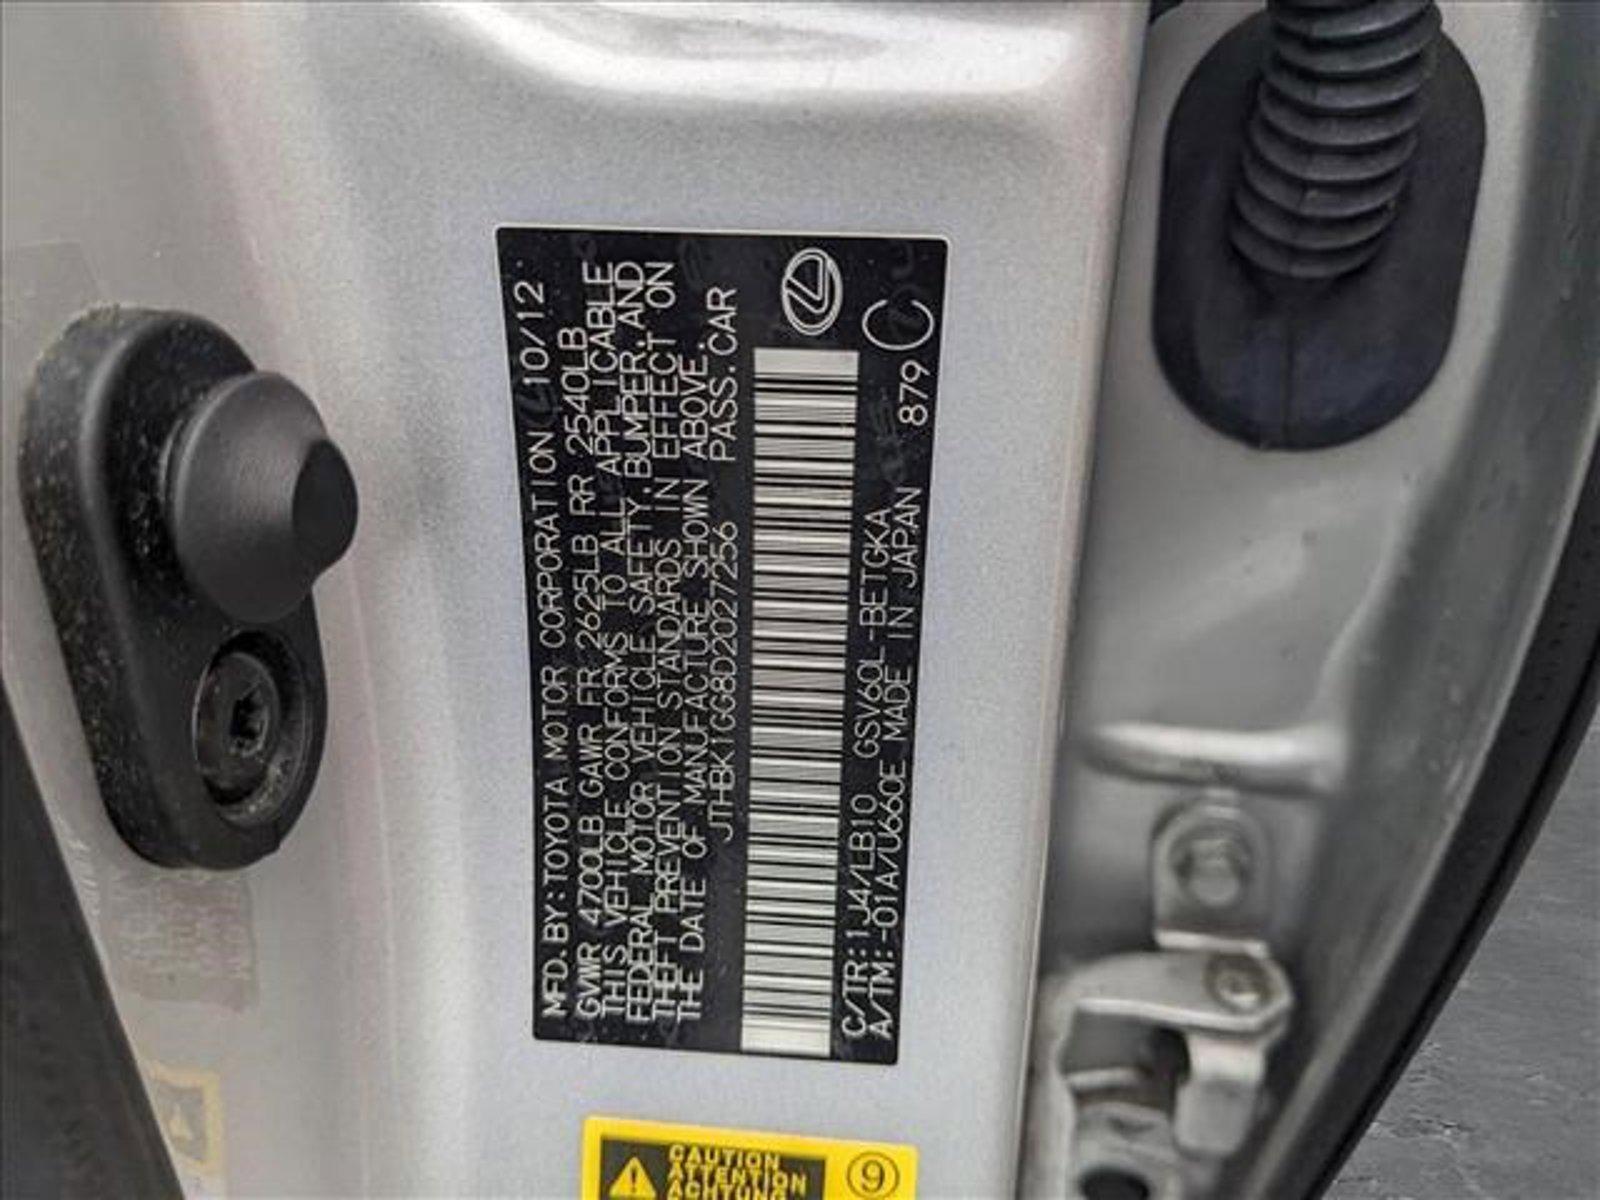 MFD.BY:TOYOTA MOTOR CORPORATION 10/12
GVWR 4700LB GAWR FR 2625LB RR 2540LB
THIS VEHICLE CONFORMS TO ALL APPLICABLE
FEDERAL MOTOR VEHICLE SAFETY,BUMPER,AND
THEFT PREVENTION STANDARDS IN EFFECT ON
THE DATE OF MANUFACTURE SHOWN ABOVE.
JTHBK1GG8D2027256 PASS.CAR
C/TR:1J4/LB10 GSV60L-BETGKA 879 C
A/TM:-01A/U660E MADE IN JAPAN
CAUTION
ATTENTION
ACHTUNG
9